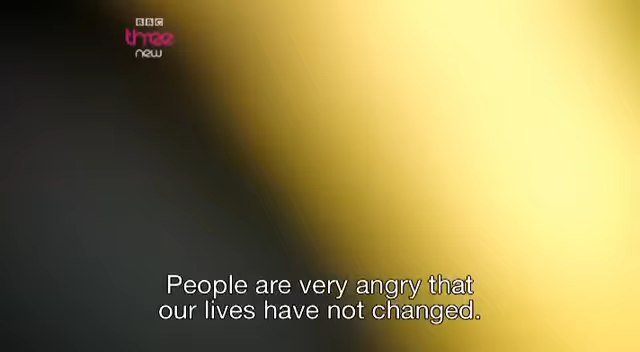 BBC
three
new
People are very angry that
our lives have not changed.